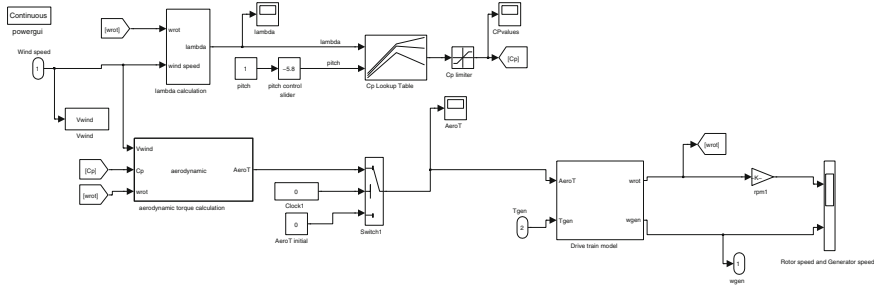 Continuous
powergui
[wrot]
wrot
lambda
wind speed
lambda calculation
lambda
Wind speed
1
lambda
pitch
1
pitch
-5.8
pitch control
slider
Cp Lookup Table
Cp limiter
CPvalues
[Cp]
Vwind
Vwind
AeroT
[Cp]
[wrot]
Vwind
Cp
wrot
aerodynamic
AeroT
aerodynamic torque calculation
0
Clock1
0
AeroT initial
Switch1
Tgen
2
AeroT
Tgen
wrot
wgen
Drive train model
[wrot]
-K-
rpm1
1
wgen
Rotor speed and Generator speed